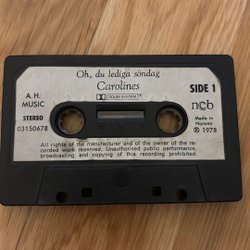 Oh, du lediga söndag
Carolines
SIDE 1
A. H.
MUSIC
DOLBY SYSTEM
ncb
STEREO
03150678
Made in
Norway
℗ 1978
All rights of the manufacturer and of the owner of the re-
corded work reserved. Unauthorised public performance,
broadcasting and copying of this recording prohibited.